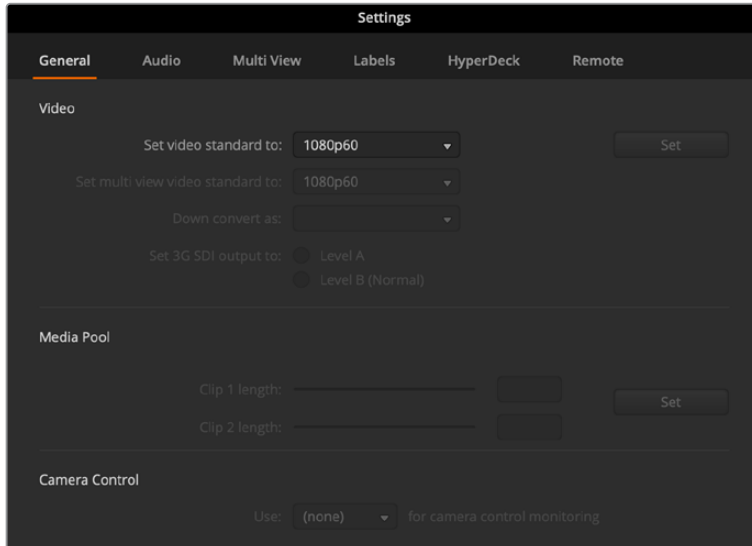 Settings
General Audio Multi View Labels HyperDeck Remote
Video
Set video standard to: 1080p60 Set
Set multi view video standard to: 1080p60
Down convert as:
Set 3G SDI output to: Level A
Level B (Normal)
Media Pool
Clip 1 length:
Set
Clip 2 length:
Camera Control
Use: (none) for camera control monitoring